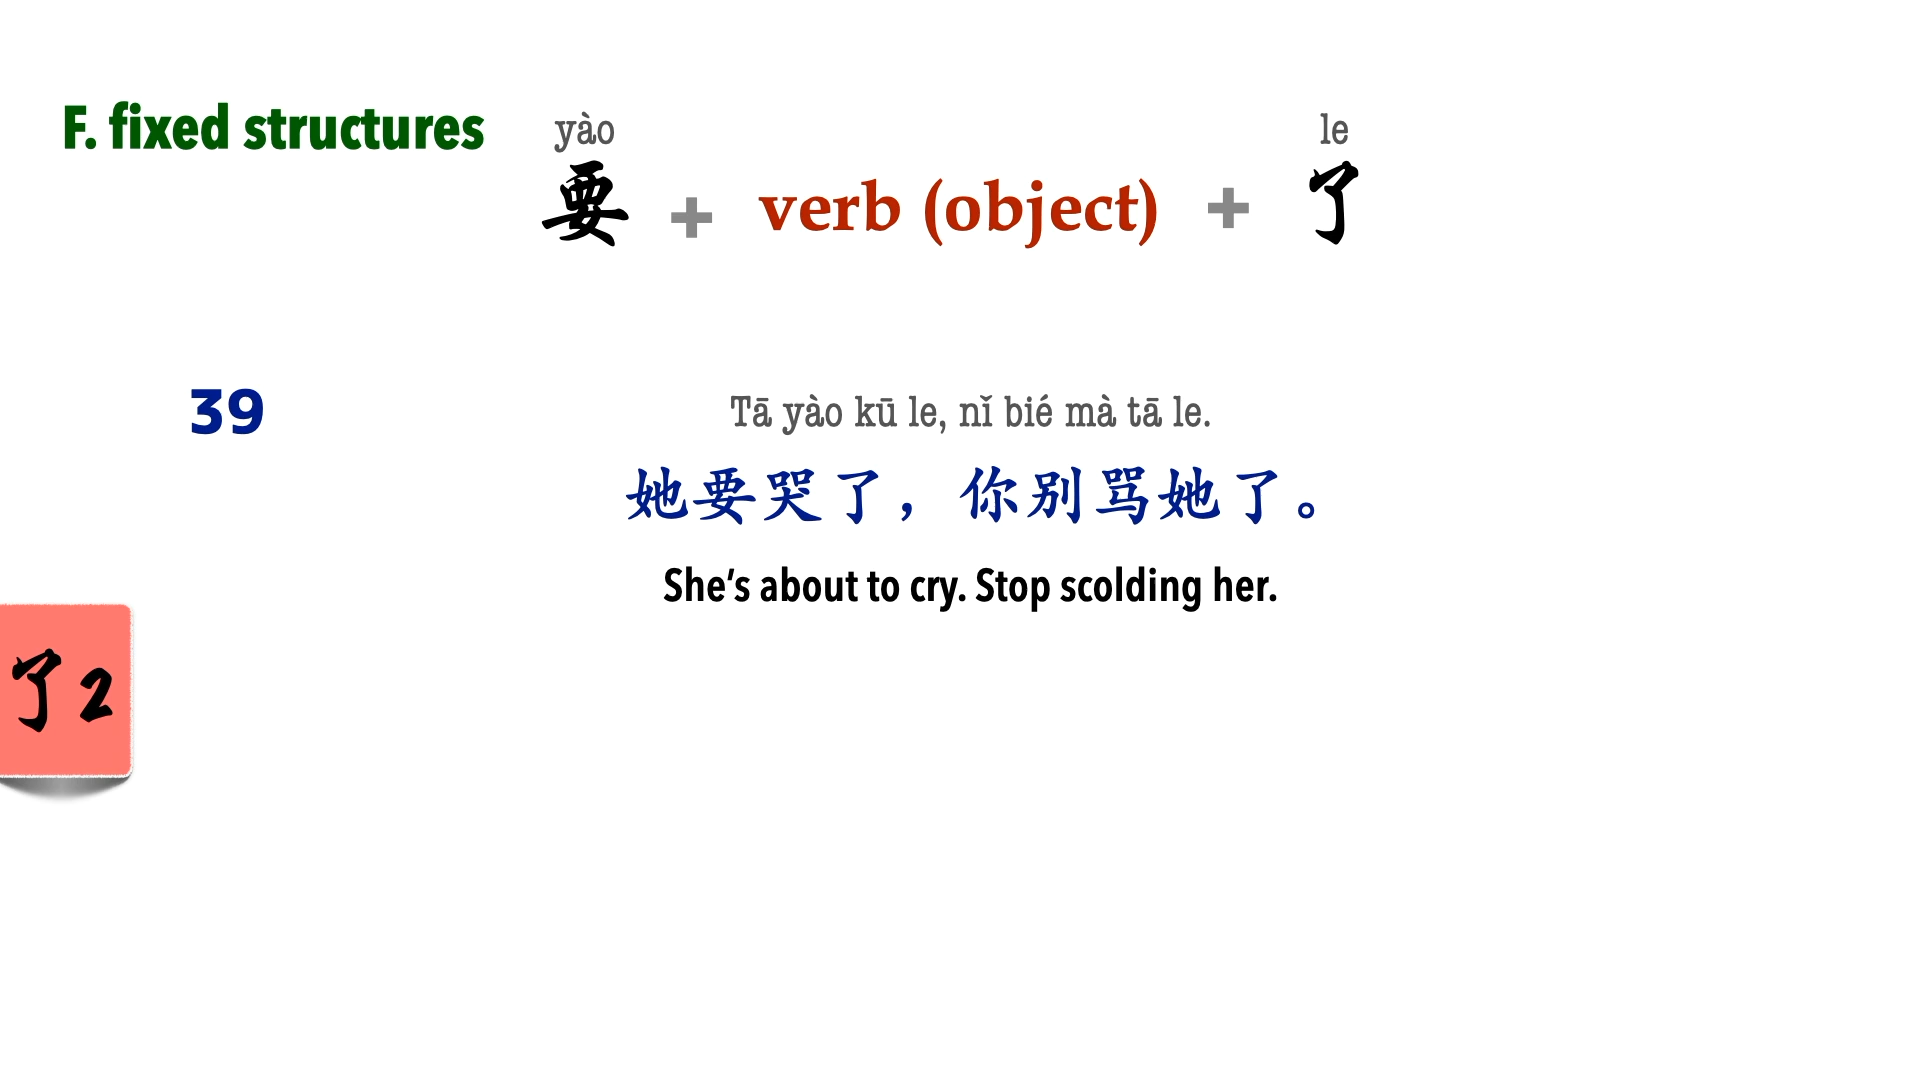 F. fixed structures
yào le
要 + verb (object) + 了
39
Tā yào kū le, nǐ bié mà tā le.
她要哭了，你别骂她了。
She’s about to cry. Stop scolding her.
了2